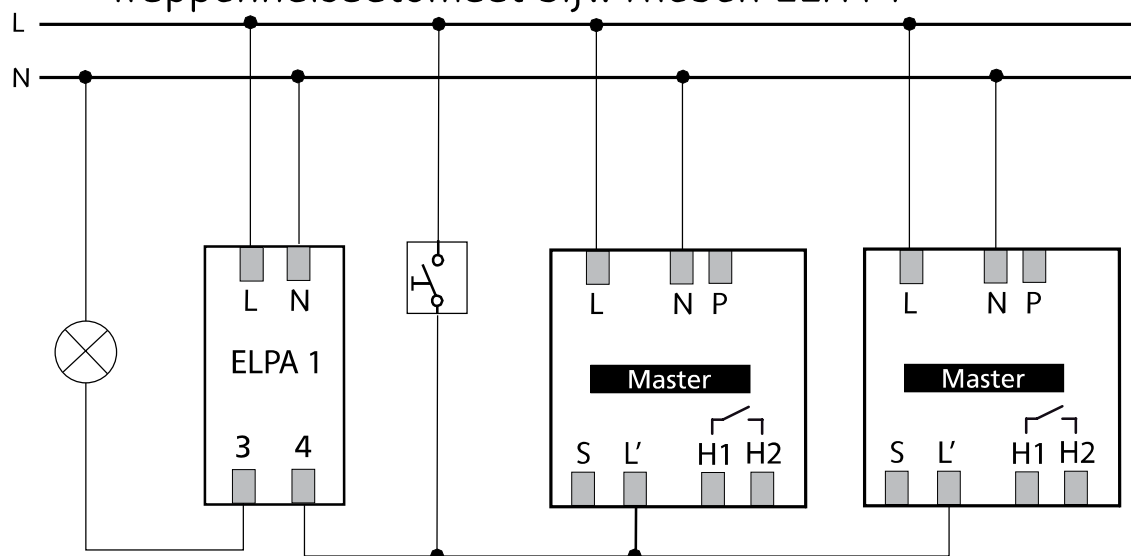 L
N
L N
ELPA 1
3 4
L N P
Master
S L' H1 H2
L N P
Master
S L' H1 H2